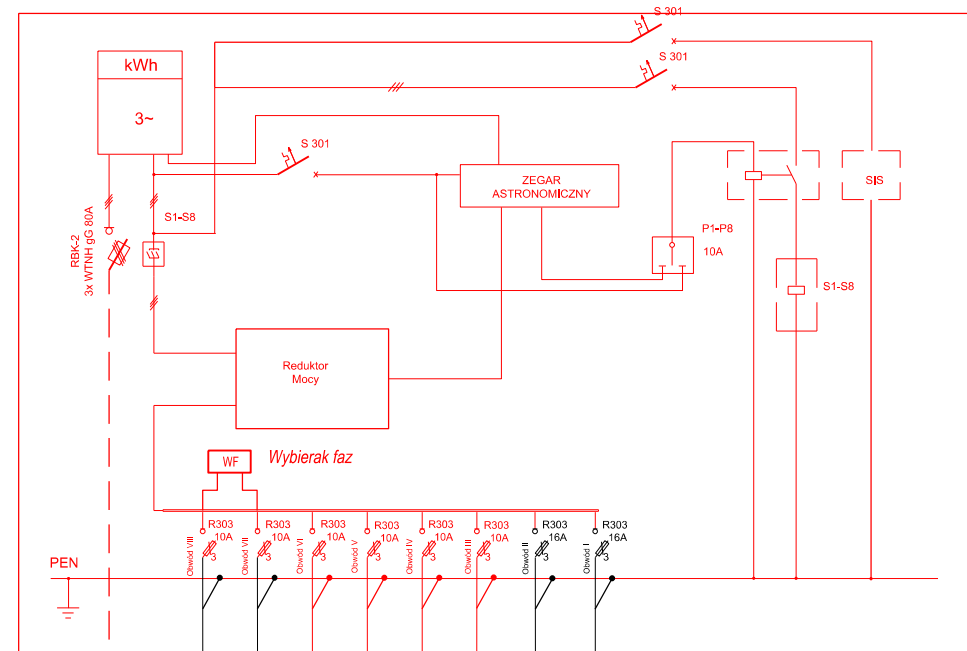 S 301
S 301
kWh
3~
S 301
ZEGAR
ASTRONOMICZNY
SIS
S1-S8
P1-P8
10A
RBK-2
3x WTNH gG 80A
S1-S8
Reduktor
Mocy
WF
Wybierak faz
R303
10A
3
Obwód VIII
R303
10A
3
Obwód VII
R303
10A
3
Obwód VI
R303
10A
3
Obwód V
R303
10A
3
Obwód IV
R303
10A
3
Obwód III
R303
16A
3
Obwód II
R303
16A
3
Obwód I
PEN